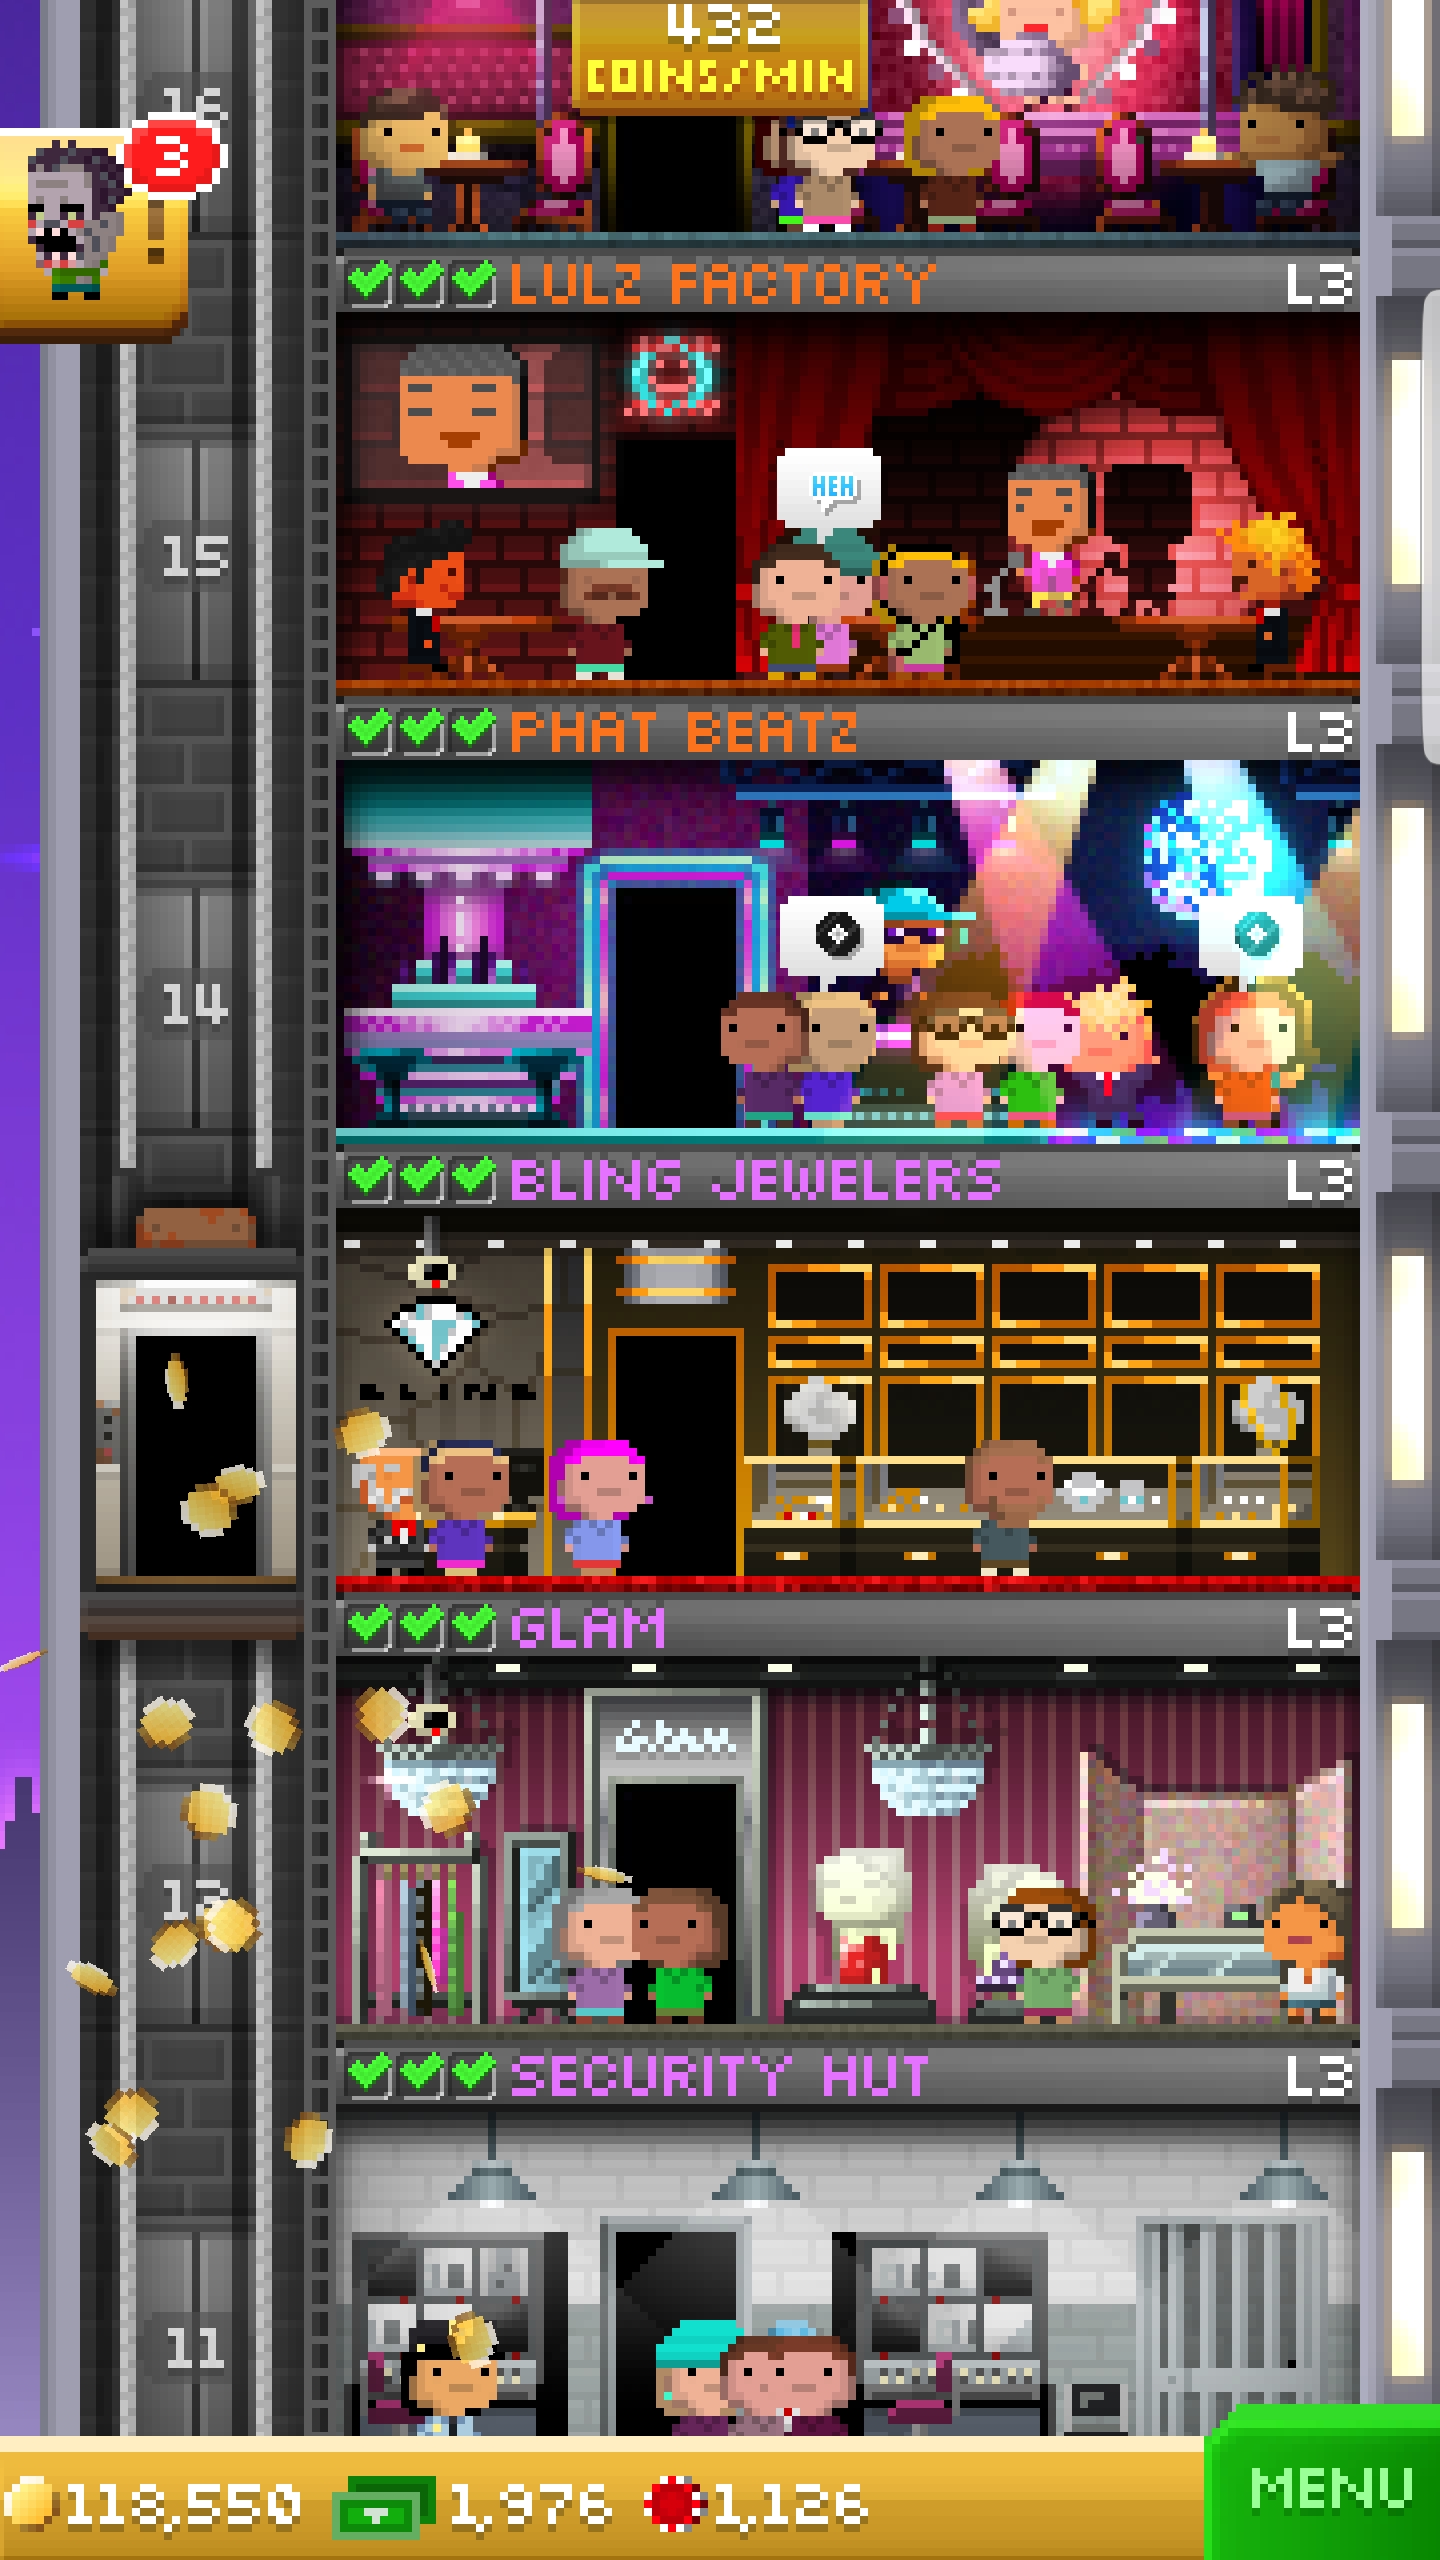 432
COINS/MIN
16
3
!
LULZ FACTORY L3
HEH
15
PHAT BEATZ L3
14
BLING JEWELERS L3
BLING
GLAM L3
Glam
12
SECURITY HUT L3
11
118,550 1,976 1,126
MENU